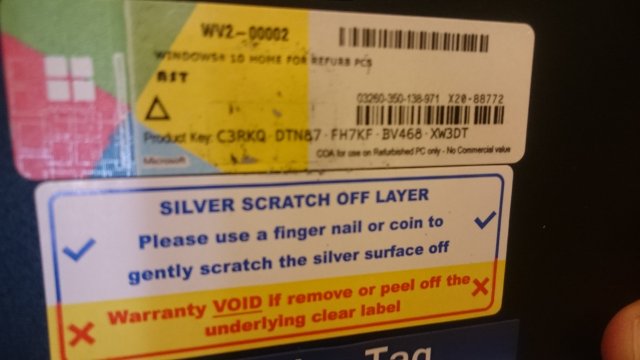 WV2-00002
WINDOWS® 10 HOME FOR REFURB PCS
03260-350-138-971 X20-88772
Product Key: C3RKQ DTN87·FH7KF·BV468·XW3DT
Microsoft
COA for use on Refurbished PC only - No Commercial value
SILVER SCRATCH OFF LAYER
Please use a finger nail or coin to
gently scratch the silver surface off
Warranty VOID if remove or peel off the
underlying clear label
Tag